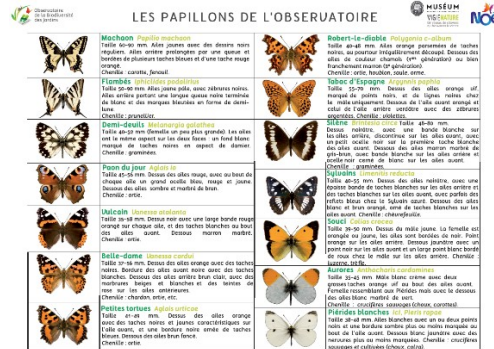 Observatoire
de la Biodiversité
des Jardins
LES PAPILLONS DE L'OBSERVATOIRE
MUSÉUM
VIGIE NATURE
Machaon Papilio machaon
Taille 60-90 mm. Ailes jaunes avec des dessins noirs
réguliers. Ailes arrière prolongées par une queue et
bordées de plusieurs taches bleues et d'une tache rouge.
Chenille : carotte, fenouil.
Flambés Iphiclides podalirius
Taille 50-90 mm. Ailes jaune pâle, avec zébrures noires.
Ailes arrière portant une longue queue noire terminée
de blanc et des marques bleutées en forme de demi-
lune.
Chenille : prunellier.
Demi-deuils Melanargia galathea
Taille 40-52 mm (femelle un peu plus grande). Les ailes
ont le même aspect sur les deux faces : un fond blanc
marqué de taches noires en aspect de damier.
Chenille : graminées.
Paon du jour Aglais io
Taille 45-56 mm. Dessus des ailes rouge, avec au bout de
chaque aile un grand ocelle bleu, rouge et jaune.
Dessous des ailes sombre et marbré de brun.
Chenille : ortie.
Vulcain Vanessa atalanta
Dessus noir avec une large bande rouge
orange sur chaque aile, et des taches blanches au bout
des ailes avant. Dessous marron marbré.
Chenille : ortie.
Belle-dame Vanessa cardui
Dessus des ailes orange avec des taches
noires. Bordure des ailes avant noire avec des taches
blanches. Dessous des ailes arrière brun clair, avec des
marbrures beiges et blanches et des teintes de
rose sur les ailes antérieures.
Chenille : chardon, ortie, etc.
Petites tortues Aglais urticae
Dessus des ailes orange
avec des taches noires et jaunes caractéristiques sur
l'aile avant, et une bordure noire ornée de taches
bleues. Dessous des ailes brun/noir.
Chenille : ortie.
Robert-le-diable Polygonia c-album
Taille 40-48 mm. Ailes orange parsemées de taches
noires, au pourtour irrégulièrement découpé. Dessous des
ailes de couleur chamois (1ère génération) ou bien
franchement marron (2e génération).
Chenille : ortie, houblon, saule, orme.
Tabac d'Espagne Argynnis paphia
Taille 55-70 mm. Dessus des ailes orange vif,
marqué de points noirs, et de lignes noires chez
le mâle uniquement. Dessous de l'aile avant orangé et
celui de l'aile arrière verdâtre avec des zébrures
argentées. Chenille : violettes.
Silène Brintesia circe
Dessus noirâtre, avec une bande blanche sur
les ailes arrière, discontinue sur les ailes avant, avec
un petit ocelle noir sur la première tache blanche
des ailes avant. Dessous des ailes marron marbré de
gris-brun, avec bande blanche sur les ailes arrière et
ocelle noir cerné de blanc sur les ailes avant.
Chenille : graminées.
Sylvains Limenitis reducta
Taille 40-55 mm. Dessus des ailes noirâtre, avec une
épaisse bande de taches blanches sur les ailes arrière et
des taches blanches sur les ailes avant, avec parfois des
reflets bleus chez le Sylvain azuré. Dessous des ailes
blanc et brun orangé, orné de taches blanches sur les
ailes avant. Chenille : chèvrefeuille.
Souci Colias crocea
Taille 39-50 mm. Dessus du mâle jaune. La femelle est
orangée ou jaune, les ailes sont bordées de noir. Point
orange sur les ailes arrière. Dessous jaunâtre avec un
point noir sur les ailes avant et un large point blanc bordé
de roux chez le mâle sur les ailes arrière. Chenille :
luzerne, trèfle.
Aurores Anthocharis cardamines
Taille 35-45 mm. Mâle blanc crème avec deux
grosses taches orange vif au bout des ailes avant.
Femelle ressemblant aux Piérides mais avec le dessous
des ailes blanc marbré de vert.
Chenille : crucifères sauvages (choux, carottes).
Piérides blanches ici, Pieris rapae
Ailes blanches avec un ou deux points
noirs et une bordure sombre plus ou moins marquée au
bout de l'aile avant. Dessous blanc jaunâtre avec des
nervures plus ou moins marquées. Chenille : crucifères
sauvages et cultivées (choux, colza).